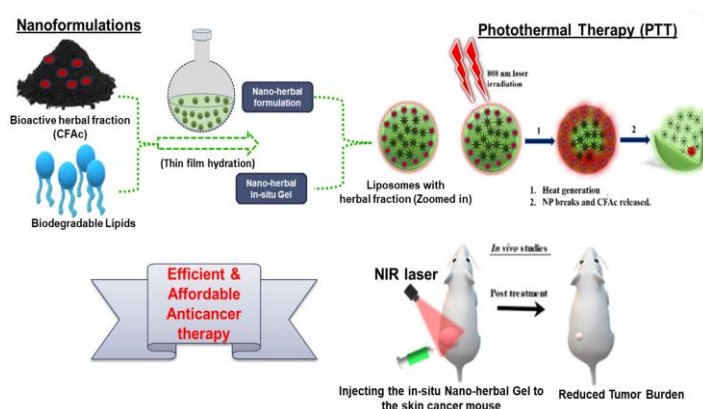 Nanoformulations
Bioactive herbal fraction
(CFAc)
Biodegradable Lipids
(Thin film hydration)
Nano-herbal
formulation
Nano-herbal
In-situ Gel
Photothermal Therapy (PTT)
808 nm laser
irradiation
1
2
Liposomes with
herbal fraction (Zoomed in)
1. Heat generation
2. NP breaks and CFAc released.
Efficient &
Affordable
Anticancer
therapy
In vivo studies
NIR laser
Post treatment
Injecting the in-situ Nano-herbal Gel to
the skin cancer mouse
Reduced Tumor Burden